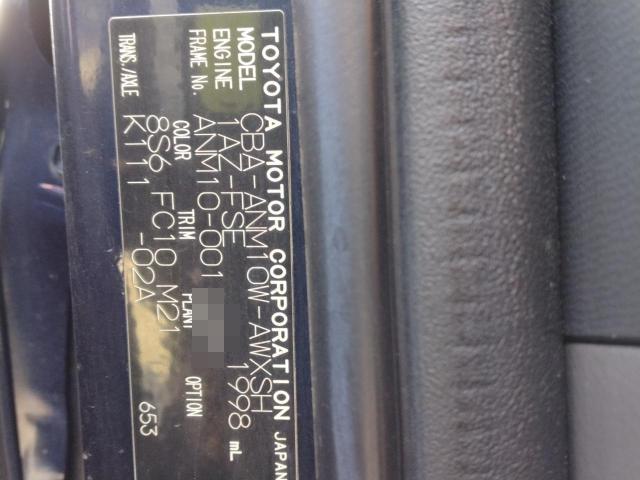 TOYOTA MOTOR CORPORATION JAPAN
MODEL CBA-ANM10W-AWXSH
ENGINE 1AZ-FSE 1998 mL
FRAME No. ANM10-001
COLOR TRIM PLANT OPTION
8S6 FC10 M21
TRANS./AXLE K111 -02A 653